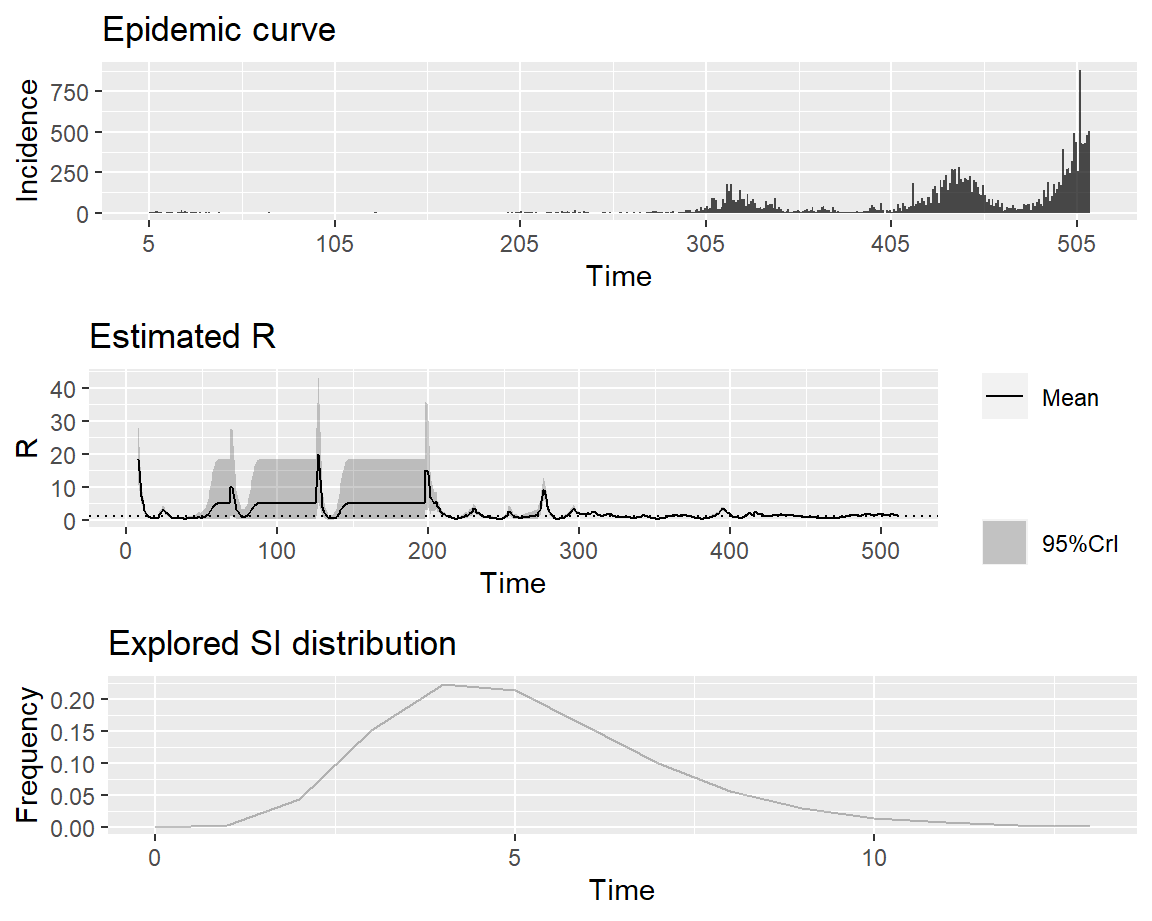 Epidemic curve
Incidence
750
500
250
0
5 105 205 305 405 505
Time
Estimated R
R
40
30
20
10
0
0 100 200 300 400 500
Time
Mean
95%CrI
Explored SI distribution
Frequency
0.20
0.15
0.10
0.05
0.00
0 5 10
Time